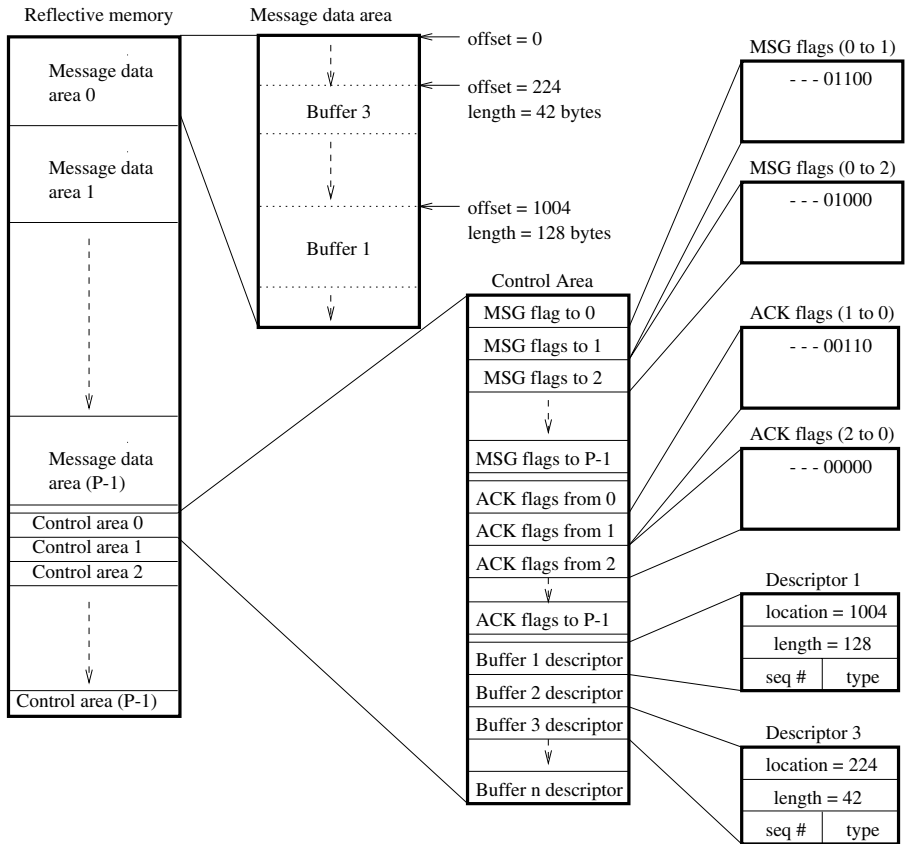 Reflective memory
Message data
area 0
Message data
area 1
Message data
area (P-1)
Control area 0
Control area 1
Control area 2
Control area (P-1)
Message data area
Buffer 3
Buffer 1
offset = 0
offset = 224
length = 42 bytes
offset = 1004
length = 128 bytes
Control Area
MSG flag to 0
MSG flags to 1
MSG flags to 2
MSG flags to P-1
ACK flags from 0
ACK flags from 1
ACK flags from 2
ACK flags to P-1
Buffer 1 descriptor
Buffer 2 descriptor
Buffer 3 descriptor
Buffer n descriptor
MSG flags (0 to 1)
- - - 01100
MSG flags (0 to 2)
- - - 01000
ACK flags (1 to 0)
- - - 00110
ACK flags (2 to 0)
- - - 00000
Descriptor 1
location = 1004
length = 128
seq # type
Descriptor 3
location = 224
length = 42
seq # type